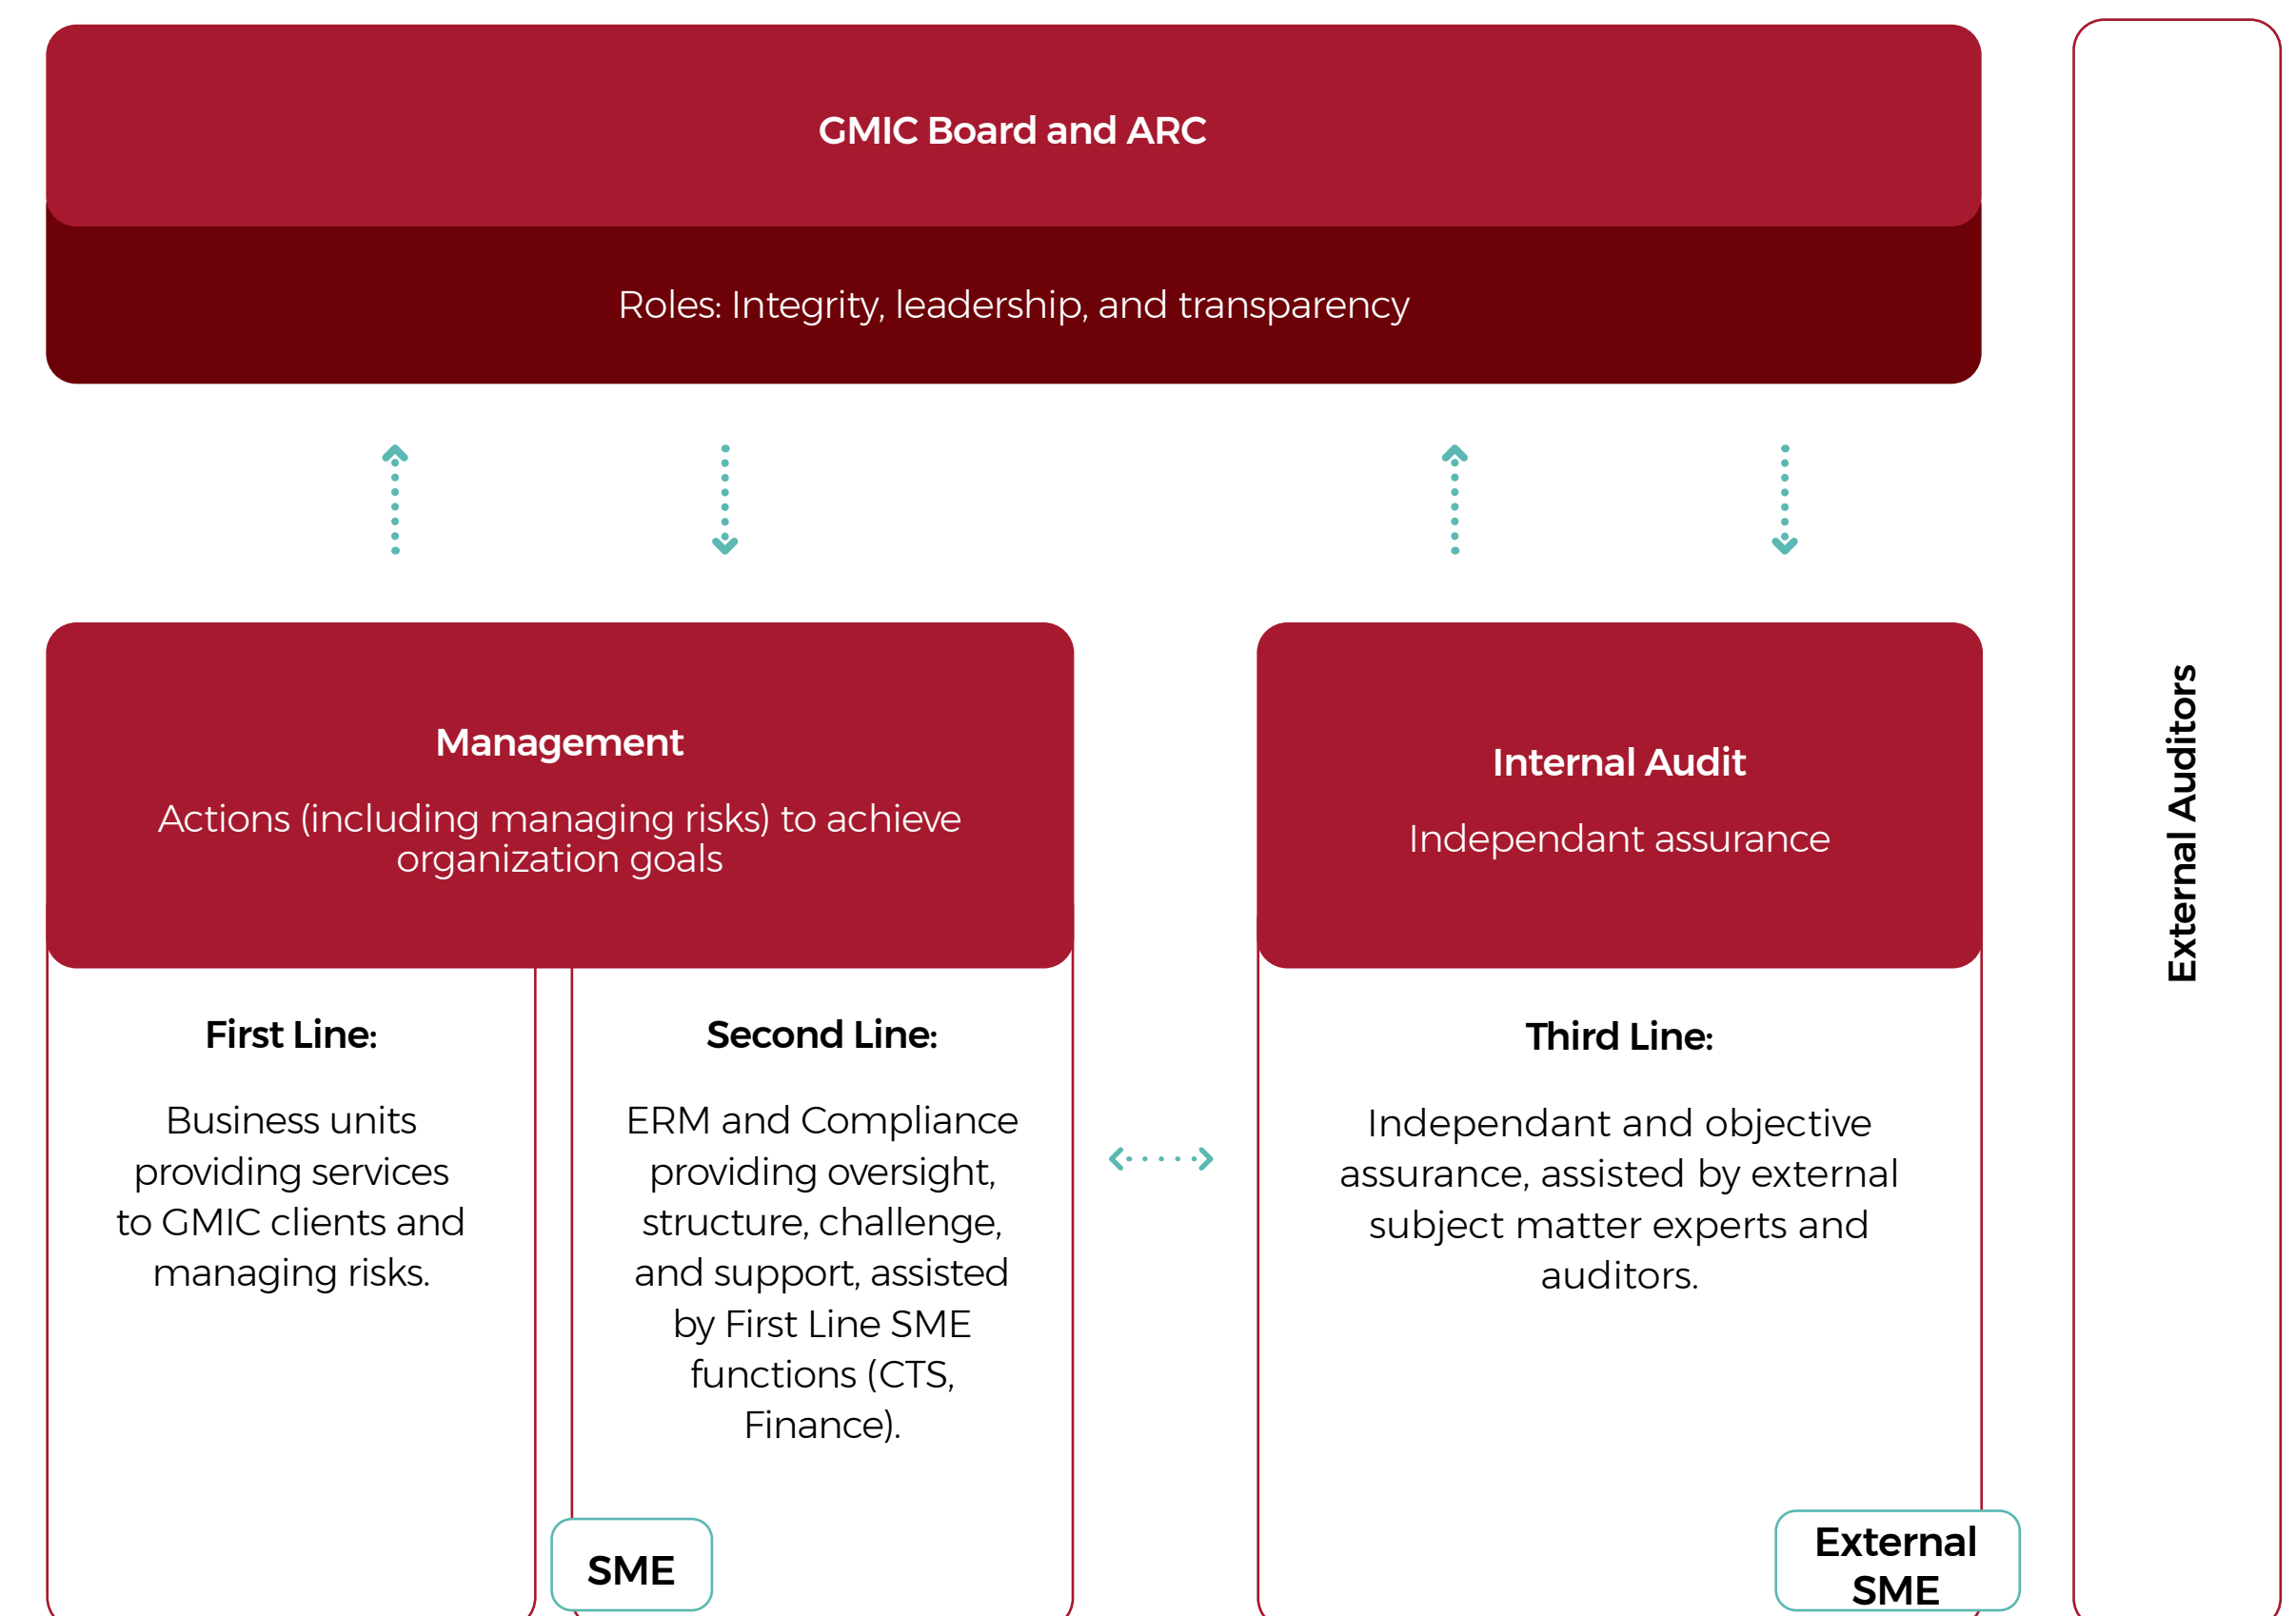 GMIC Board and ARC
Roles: Integrity, leadership, and transparency
Management
Actions (including managing risks) to achieve
organization goals
Internal Audit
Independant assurance
First Line:
Business units
providing services
to GMIC clients and
managing risks.
Second Line:
ERM and Compliance
providing oversight,
structure, challenge,
and support, assisted
by First Line SME
functions (CTS,
Finance).
SME
Third Line:
Independant and objective
assurance, assisted by external
subject matter experts and
auditors.
External
SME
External Auditors